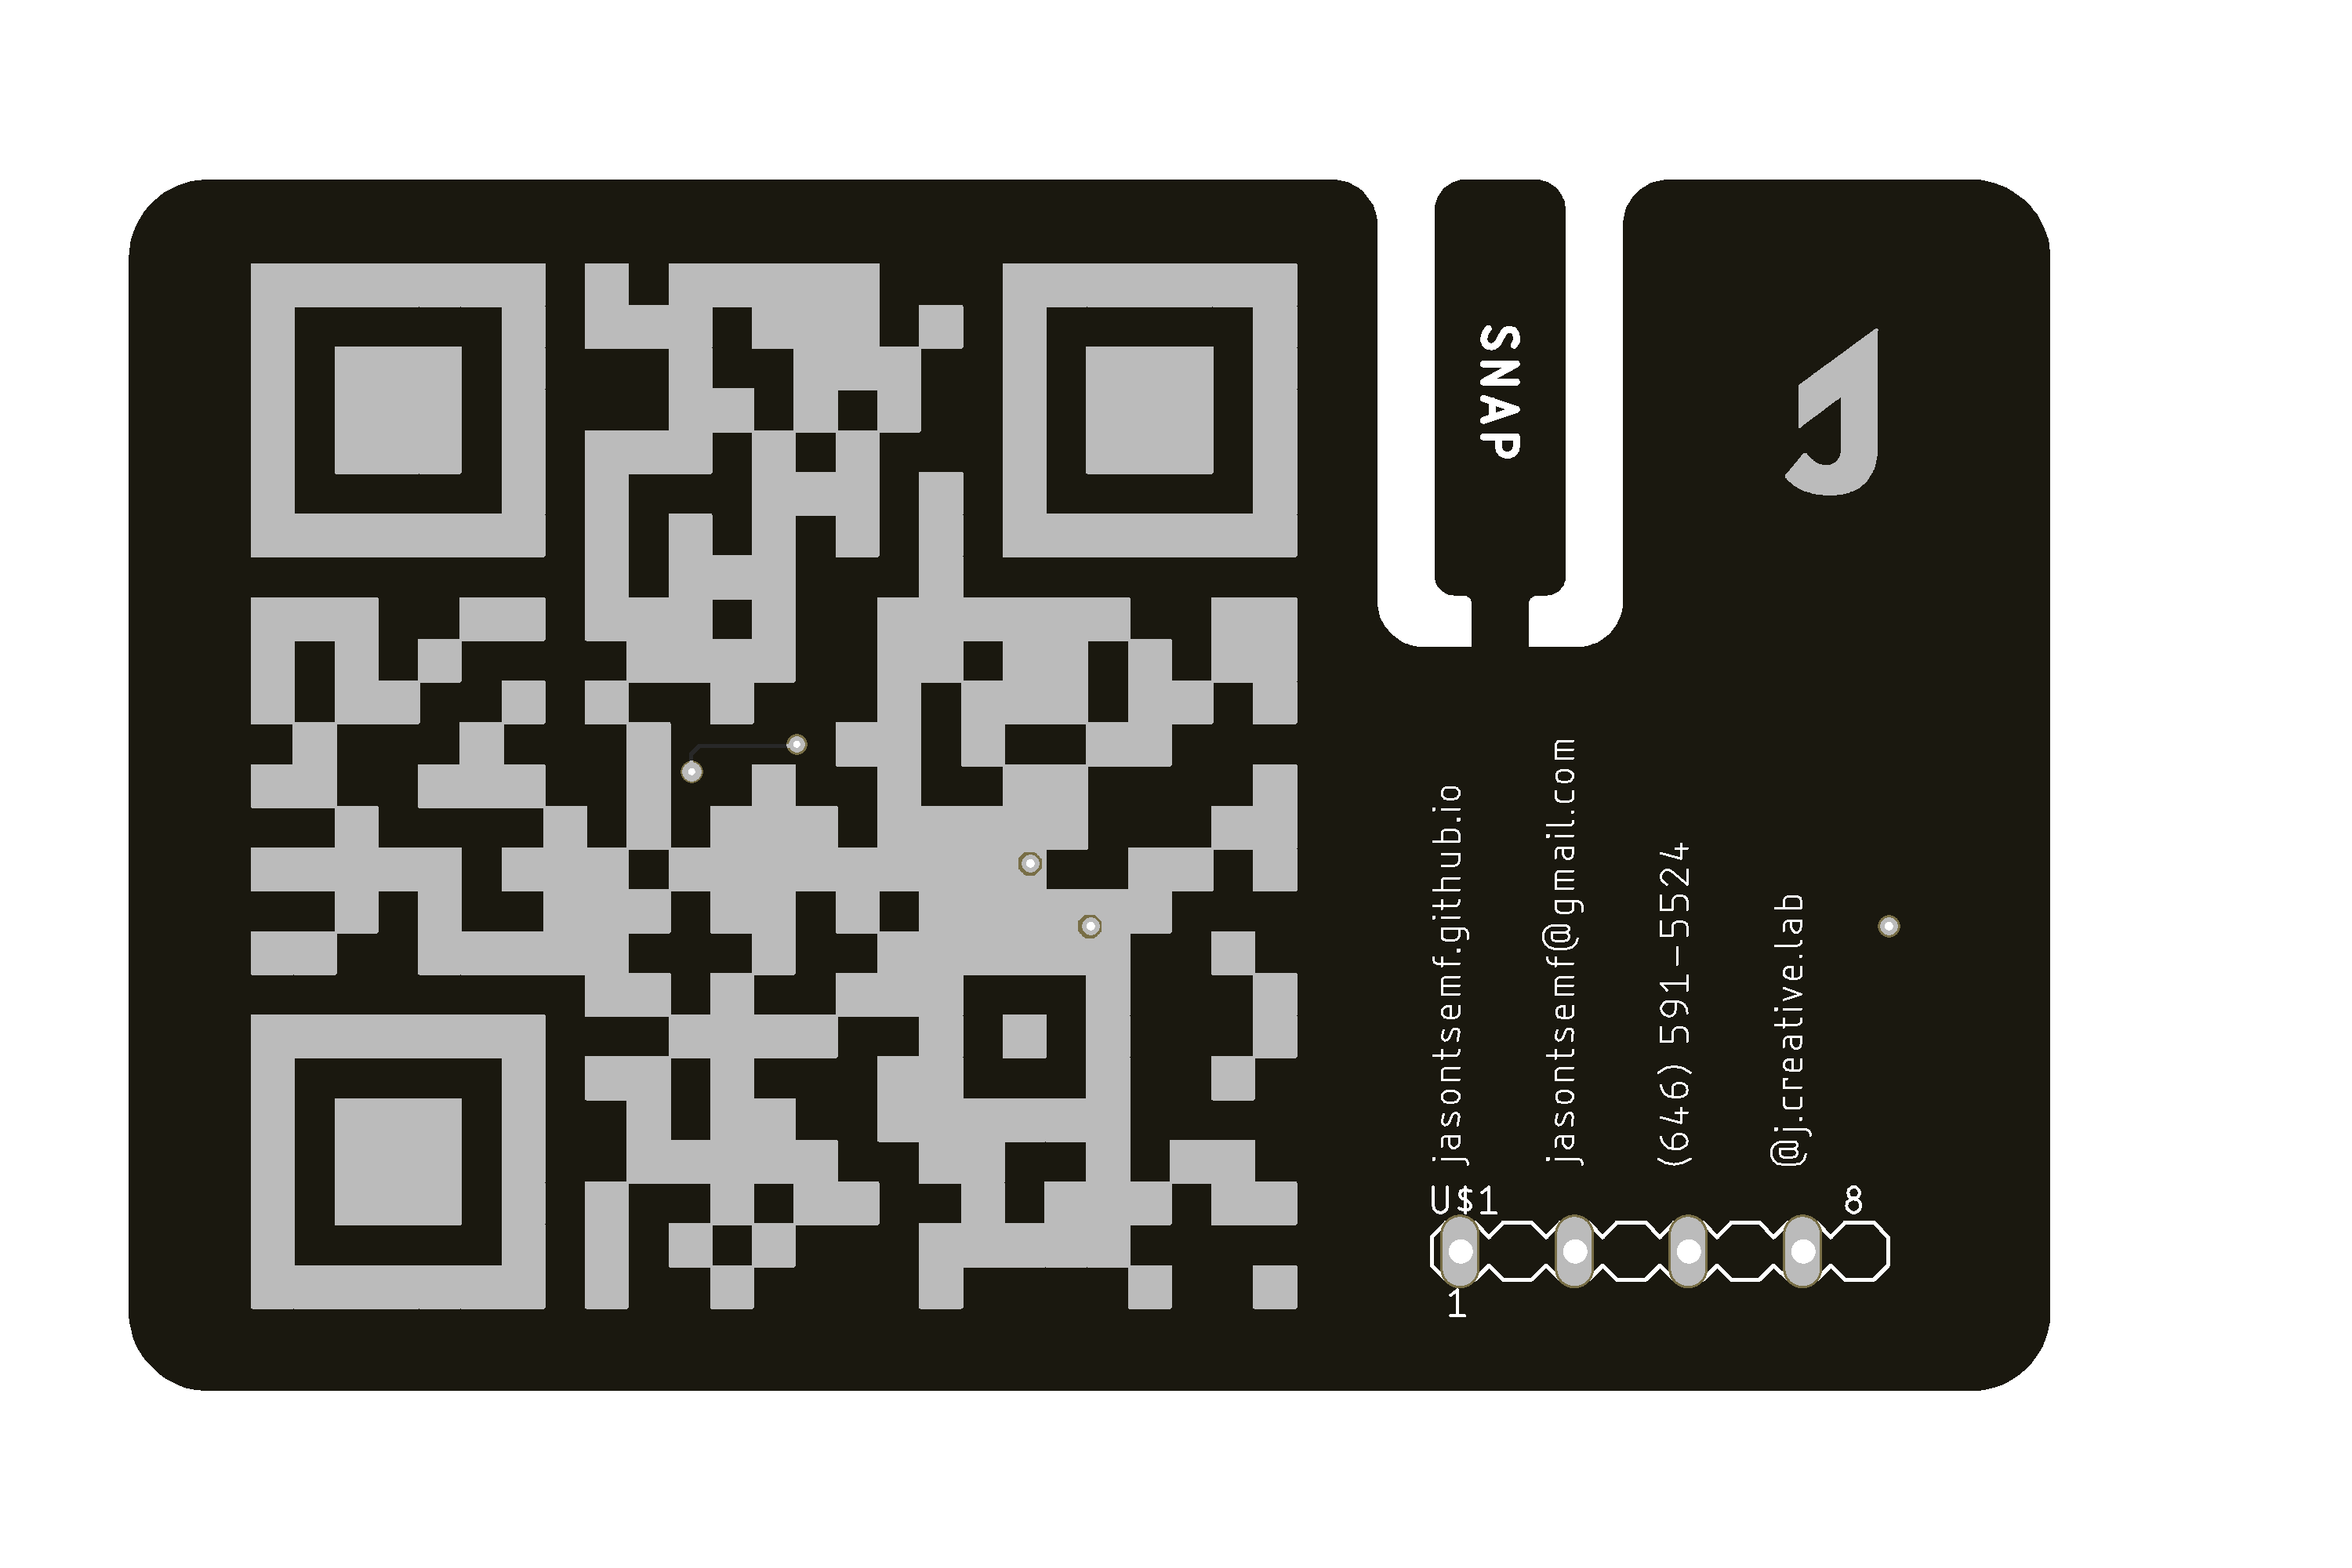 SNAP
jasontsemf.github.io
jasontsemf@gmail.com
(646) 591-5524
@j.creative.lab
U$1
8
1